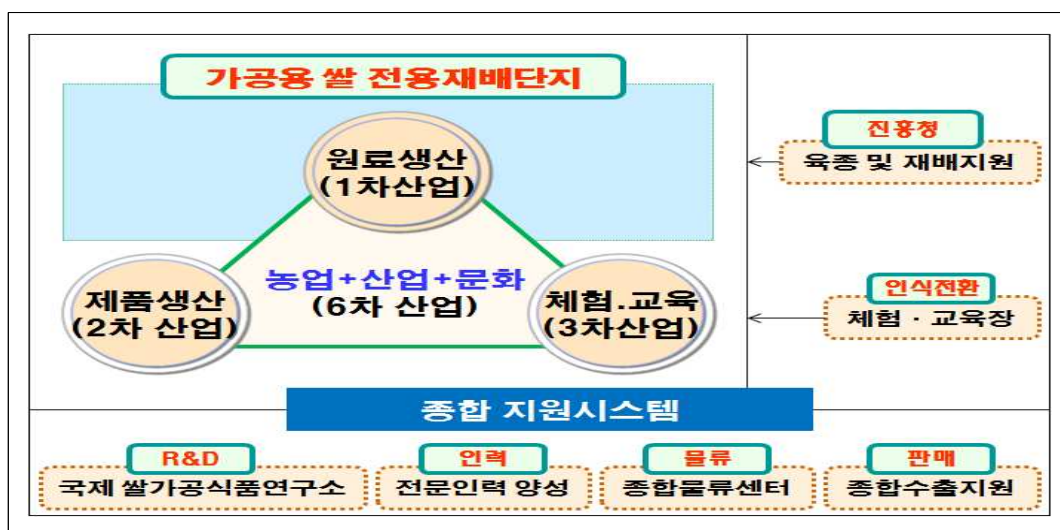 가공용 쌀 전용재배단지
원료생산
(1차산업)
농업+산업+문화
(6차 산업)
제품생산
(2차 산업)
체험.교육
(3차산업)
진흥청
육종 및 재배지원
인식전환
체험 · 교육장
종합 지원시스템
R&D
국제 쌀가공식품연구소
인력
전문인력 양성
물류
종합물류센터
판매
종합수출지원